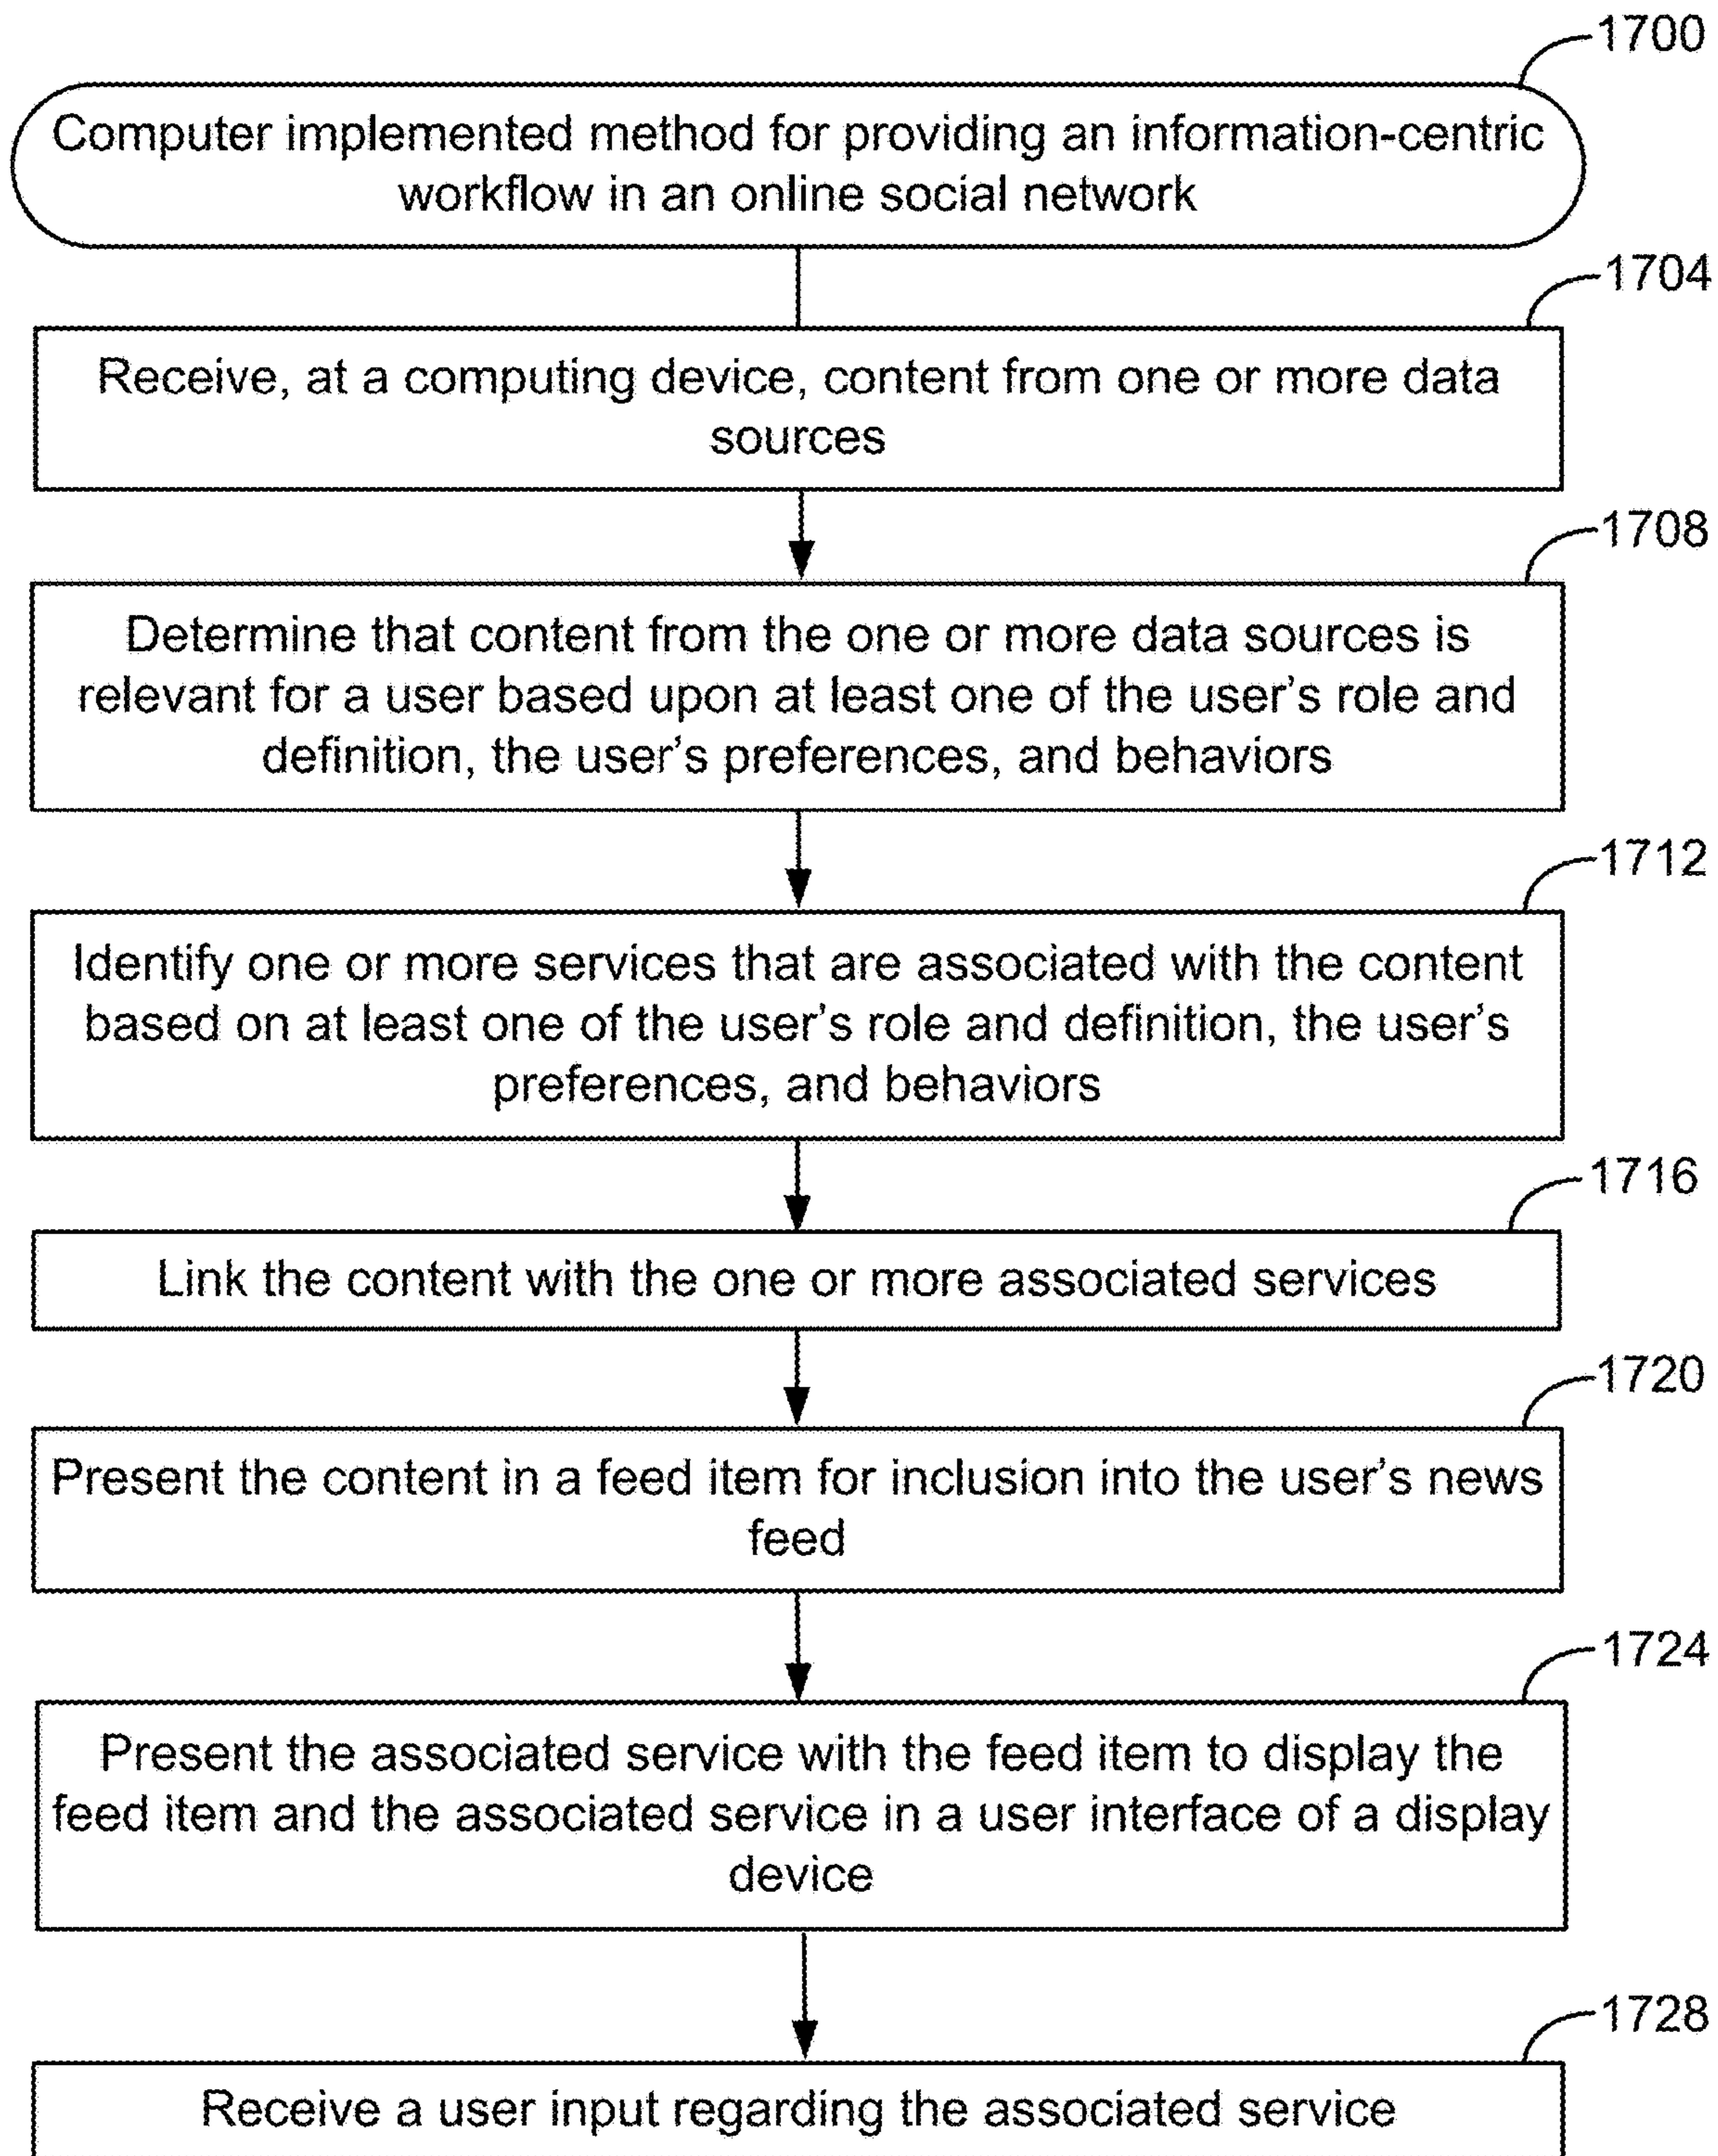 1700
Computer implemented method for providing an information-centric
workflow in an online social network
1704
Receive, at a computing device, content from one or more data
sources
1708
Determine that content from the one or more data sources is
relevant for a user based upon at least one of the user's role and
definition, the user's preferences, and behaviors
1712
Identify one or more services that are associated with the content
based on at least one of the user's role and definition, the user's
preferences, and behaviors
1716
Link the content with the one or more associated services
1720
Present the content in a feed item for inclusion into the user's news
feed
1724
Present the associated service with the feed item to display the
feed item and the associated service in a user interface of a display
device
1728
Receive a user input regarding the associated service